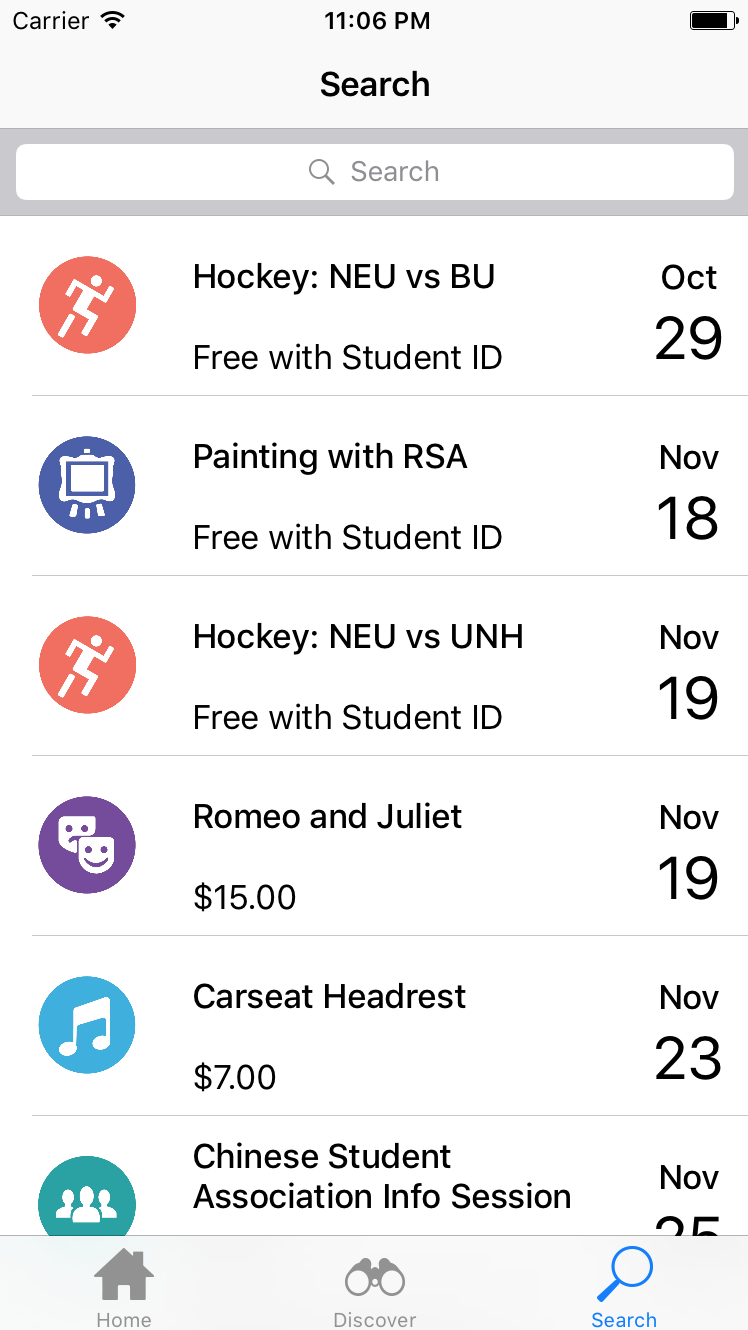 Carrier 11:06 PM
Search
Search
Hockey: NEU vs BU
Free with Student ID
Oct
29
Painting with RSA
Free with Student ID
Nov
18
Hockey: NEU vs UNH
Free with Student ID
Nov
19
Romeo and Juliet
$15.00
Nov
19
Carseat Headrest
$7.00
Nov
23
Chinese Student
Association Info Session
Nov
25
Home Discover Search